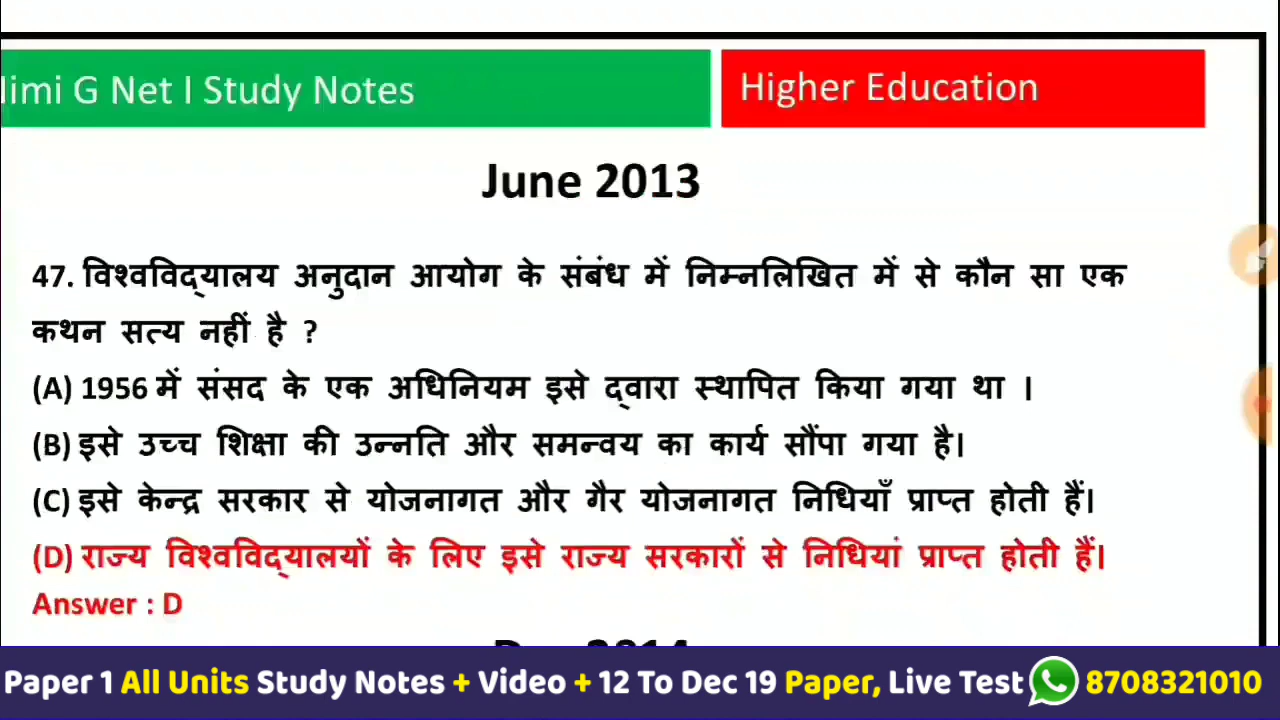 imi G Net I Study Notes
Higher Education
June 2013
47. विश्वविद्यालय अनुदान आयोग के संबंध में निम्नलिखित में से कौन सा एक
कथन सत्य नहीं है ?
(A) 1956 में संसद के एक अधिनियम इसे द्वारा स्थापित किया गया था ।
(B) इसे उच्च शिक्षा की उन्नति और समन्वय का कार्य सौंपा गया है।
(C) इसे केन्द्र सरकार से योजनागत और गैर योजनागत निधियाँ प्राप्त होती हैं।
(D) राज्य विश्वविद्यालयों के लिए इसे राज्य सरकारों से निधियां प्राप्त होती हैं।
Answer : D
Paper 1 All Units Study Notes + Video + 12 To Dec 19 Paper, Live Test 8708321010